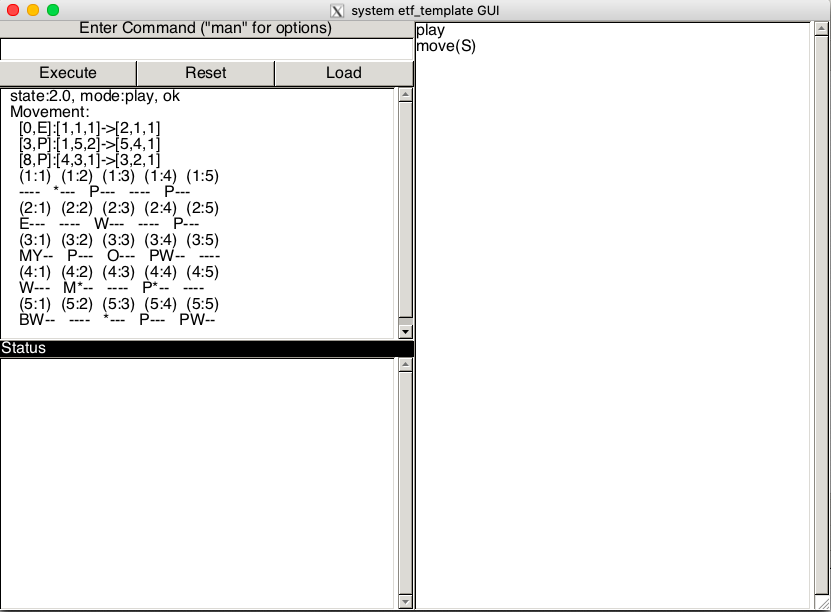 system etf_template GUI
Enter Command ("man" for options)
Execute Reset Load
state:2.0, mode:play, ok
Movement:
[0,E]:[1,1,1]->[2,1,1]
[3,P]:[1,5,2]->[5,4,1]
[8,P]:[4,3,1]->[3,2,1]
(1:1) (1:2) (1:3) (1:4) (1:5)
---- *--- P--- ---- P---
(2:1) (2:2) (2:3) (2:4) (2:5)
E--- ---- W--- ---- P---
(3:1) (3:2) (3:3) (3:4) (3:5)
MY-- P--- O--- PW-- ----
(4:1) (4:2) (4:3) (4:4) (4:5)
W--- M*-- ---- P*-- ----
(5:1) (5:2) (5:3) (5:4) (5:5)
BW-- ---- *--- P--- PW--
Status
play
move(S)